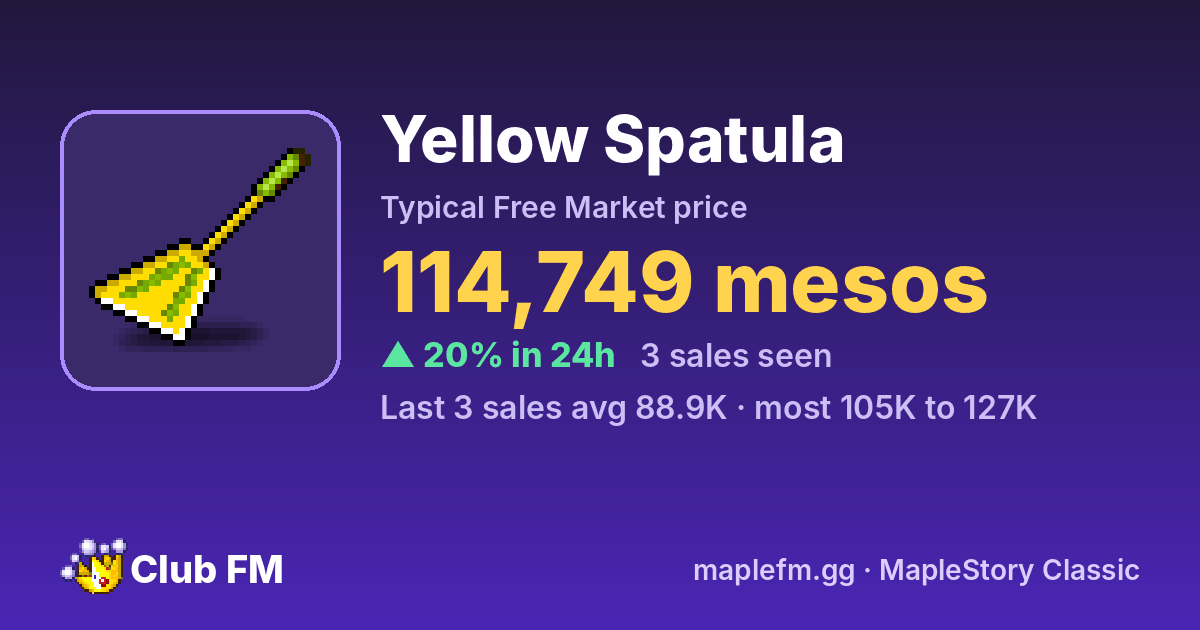 Yellow Spatula
Typical Free Market price
114,749 mesos
▲ 20% in 24h 3 sales seen
Last 3 sales avg 88.9K · most 105K to 127K
Club FM
maplefm.gg · MapleStory Classic